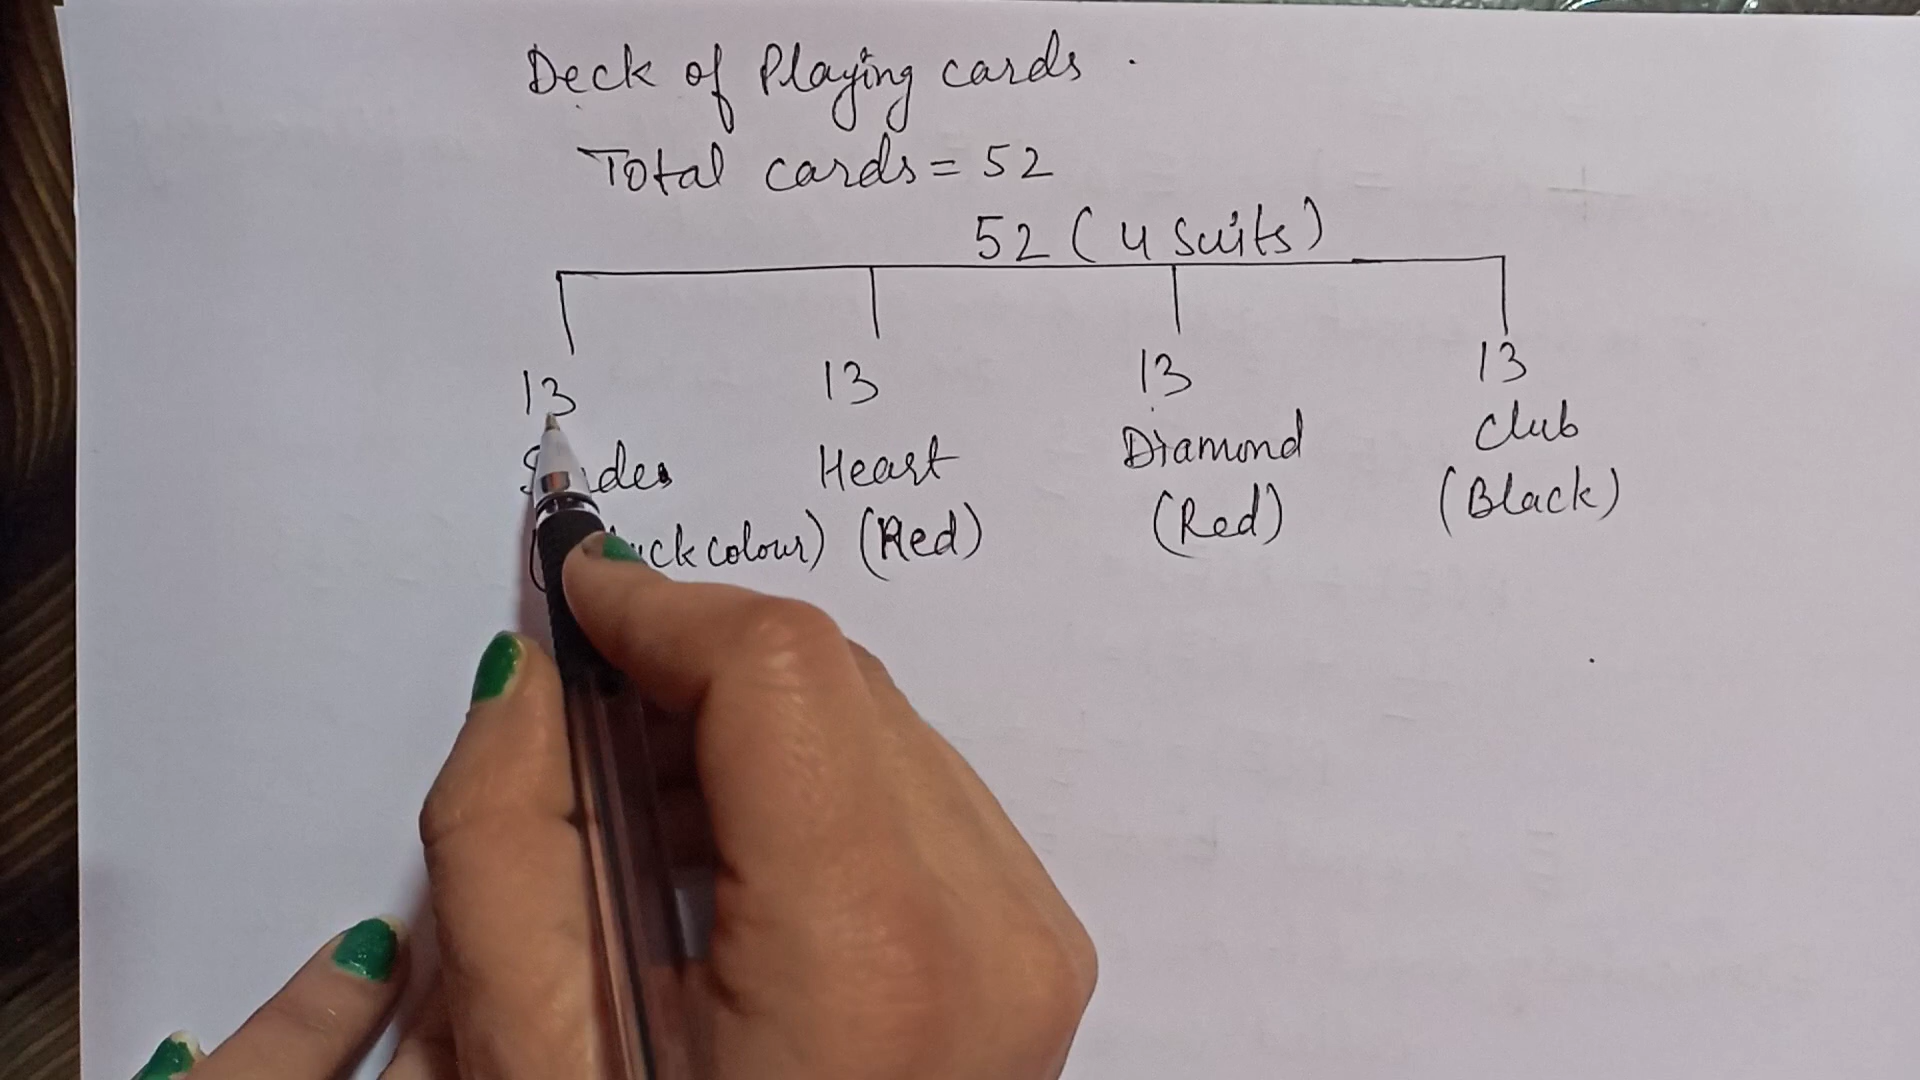 Deck of Playing cards.
Total cards = 52
52 (4 Suits)
13 13 13 13
Heart Diamond Club
colour) (Red) (Red) (Black)